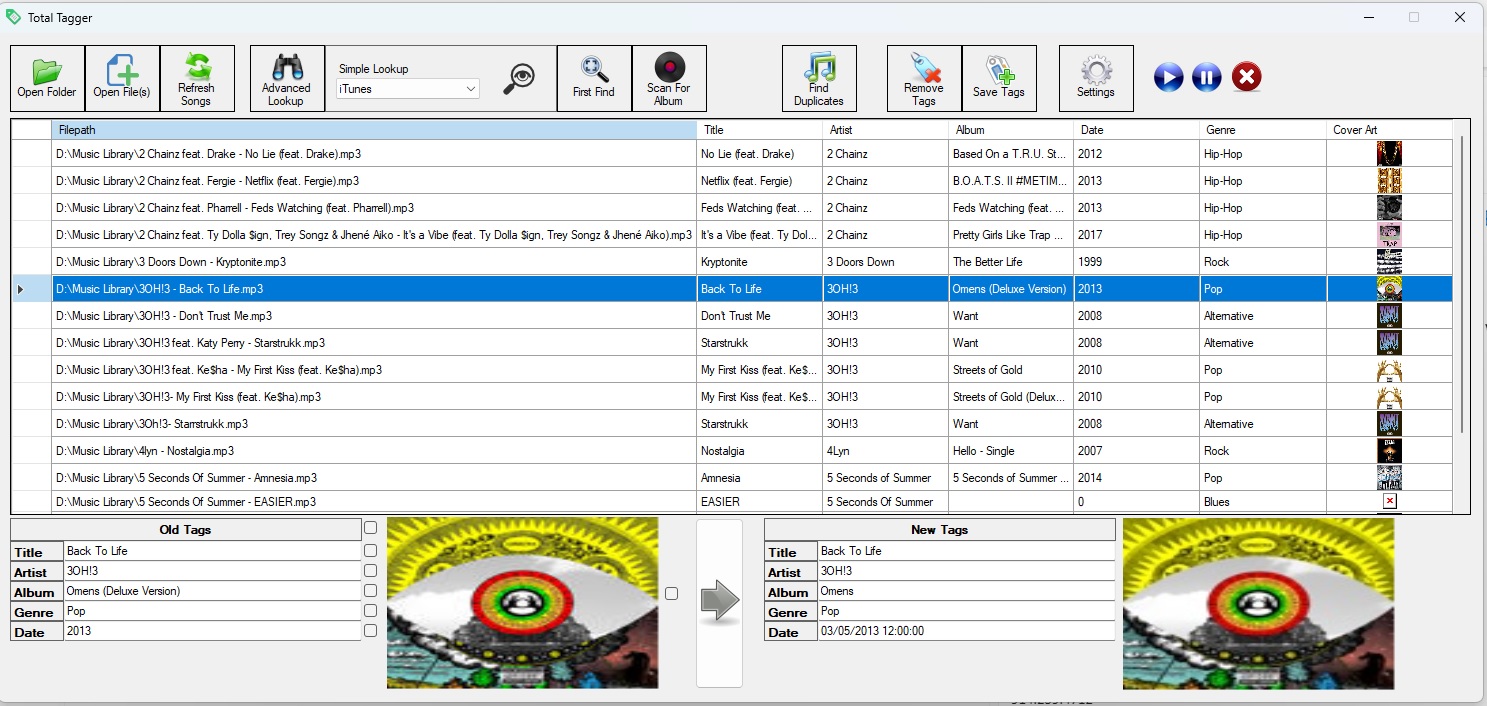 Total Tagger
Open Folder
Open File(s)
Refresh Songs
Advanced Lookup
Simple Lookup
iTunes
First Find
Scan For Album
Find Duplicates
Remove Tags
Save Tags
Settings
Filepath Title Artist Album Date Genre Cover Art
D:\Music Library\2 Chainz feat. Drake - No Lie (feat. Drake).mp3 No Lie (feat. Drake) 2 Chainz Based On a T.R.U. St... 2012 Hip-Hop
D:\Music Library\2 Chainz feat. Fergie - Netflix (feat. Fergie).mp3 Netflix (feat. Fergie) 2 Chainz B.O.A.T.S. II #METIM... 2013 Hip-Hop
D:\Music Library\2 Chainz feat. Pharrell - Feds Watching (feat. Pharrell).mp3 Feds Watching (feat. ... 2 Chainz Feds Watching (feat. ... 2013 Hip-Hop
D:\Music Library\2 Chainz feat. Ty Dolla $ign, Trey Songz & Jhené Aiko - It's a Vibe (feat. Ty Dolla $ign, Trey Songz & Jhené Aiko).mp3 It's a Vibe (feat. Ty Dol... 2 Chainz Pretty Girls Like Trap ... 2017 Hip-Hop
TRAP
D:\Music Library\3 Doors Down - Kryptonite.mp3 Kryptonite 3 Doors Down The Better Life 1999 Rock
D:\Music Library\3OH!3 - Back To Life.mp3 Back To Life 3OH!3 Omens (Deluxe Version) 2013 Pop
D:\Music Library\3OH!3 - Don't Trust Me.mp3 Don't Trust Me 3OH!3 Want 2008 Alternative
D:\Music Library\3OH!3 feat. Katy Perry - Starstrukk.mp3 Starstrukk 3OH!3 Want 2008 Alternative
D:\Music Library\3OH!3 feat. Ke$ha - My First Kiss (feat. Ke$ha).mp3 My First Kiss (feat. Ke$... 3OH!3 Streets of Gold 2010 Pop
D:\Music Library\3OH!3- My First Kiss (feat. Ke$ha).mp3 My First Kiss (feat. Ke$... 3OH!3 Streets of Gold (Delux... 2010 Pop
D:\Music Library\3Oh!3- Starrstrukk.mp3 Starstrukk 3OH!3 Want 2008 Alternative
D:\Music Library\4lyn - Nostalgia.mp3 Nostalgia 4Lyn Hello - Single 2007 Rock
D:\Music Library\5 Seconds Of Summer - Amnesia.mp3 Amnesia 5 Seconds of Summer 5 Seconds of Summer ... 2014 Pop
D:\Music Library\5 Seconds Of Summer - EASIER.mp3 EASIER 5 Seconds Of Summer 0 Blues
Old Tags
Title Back To Life
Artist 3OH!3
Album Omens (Deluxe Version)
Genre Pop
Date 2013
New Tags
Title Back To Life
Artist 3OH!3
Album Omens
Genre Pop
Date 03/05/2013 12:00:00